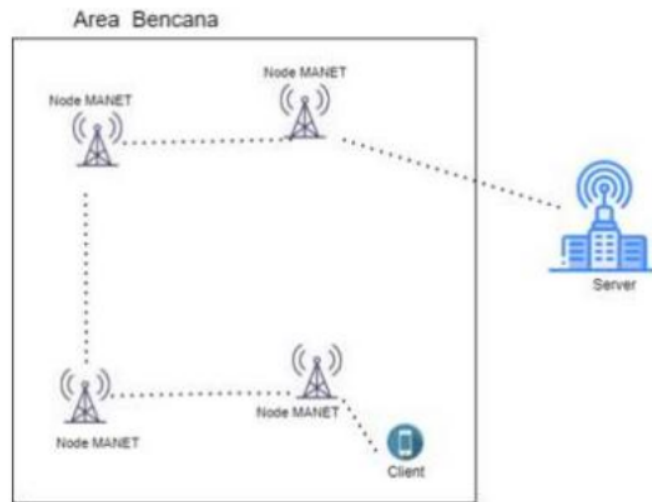 Area Bencana
Node MANET
Node MANET
Server
Node MANET
Node MANET
Client